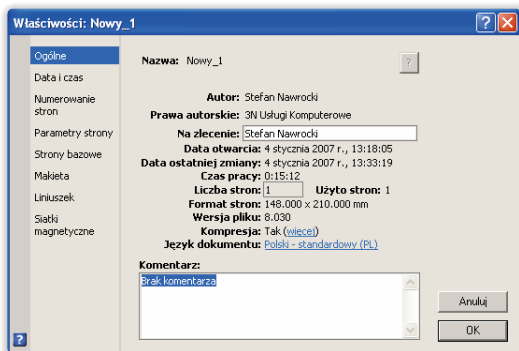 Właściwości: Nowy_1
Ogólne
Data i czas
Numerowanie
stron
Parametry strony
Strony bazowe
Makieta
Liniuszek
Siatki
magnetyczne
Nazwa: Nowy_1
Autor: Stefan Nawrocki
Prawa autorskie: 3N Usługi Komputerowe
Na zlecenie: Stefan Nawrocki
Data otwarcia: 4 stycznia 2007 r., 13:18:05
Data ostatniej zmiany: 4 stycznia 2007 r., 13:33:19
Czas pracy: 0:15:12
Liczba stron: 1 Użyto stron: 1
Format stron: 148.000 x 210.000 mm
Wersja pliku: 8.030
Kompresja: Tak (więcej)
Język dokumentu: Polski - standardowy (PL)
Komentarz:
Brak komentarza
Anuluj
OK